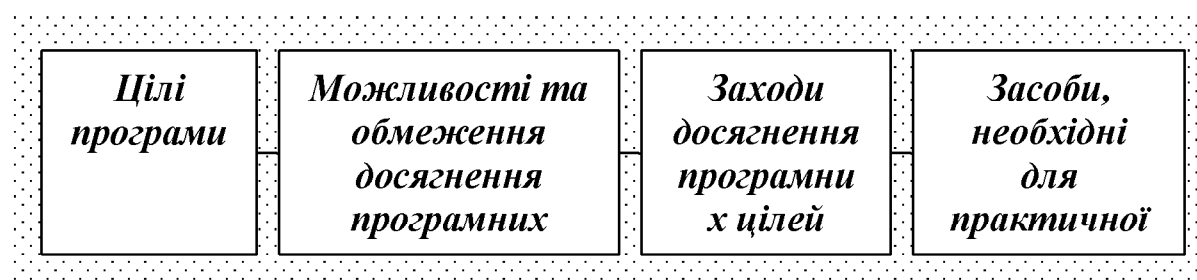 Цілі
програми
Можливості та
обмеження
досягнення
програмних
Заходи
досягнення
програмни
х цілей
Засоби,
необхідні
для
практичної